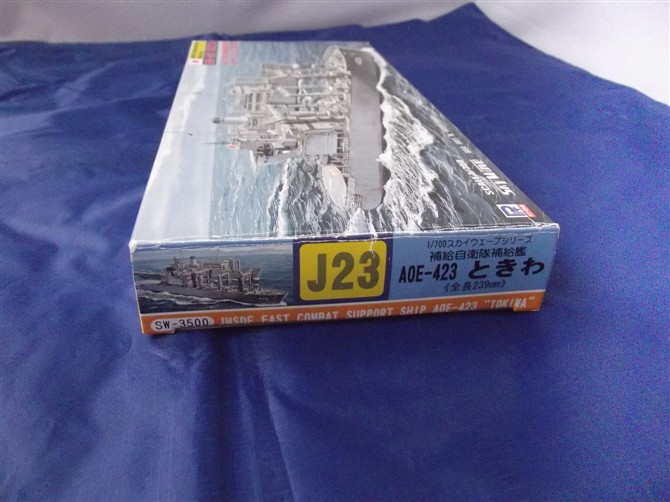 SKYWAVE
J23
1/700スカイウェーブシリーズ
補給自衛隊補給艦
AOE-423 ときわ
《全長239mm》
SW-3500 JMSDF FAST COMBAT SUPPORT SHIP AOE-423 "TOKIWA"